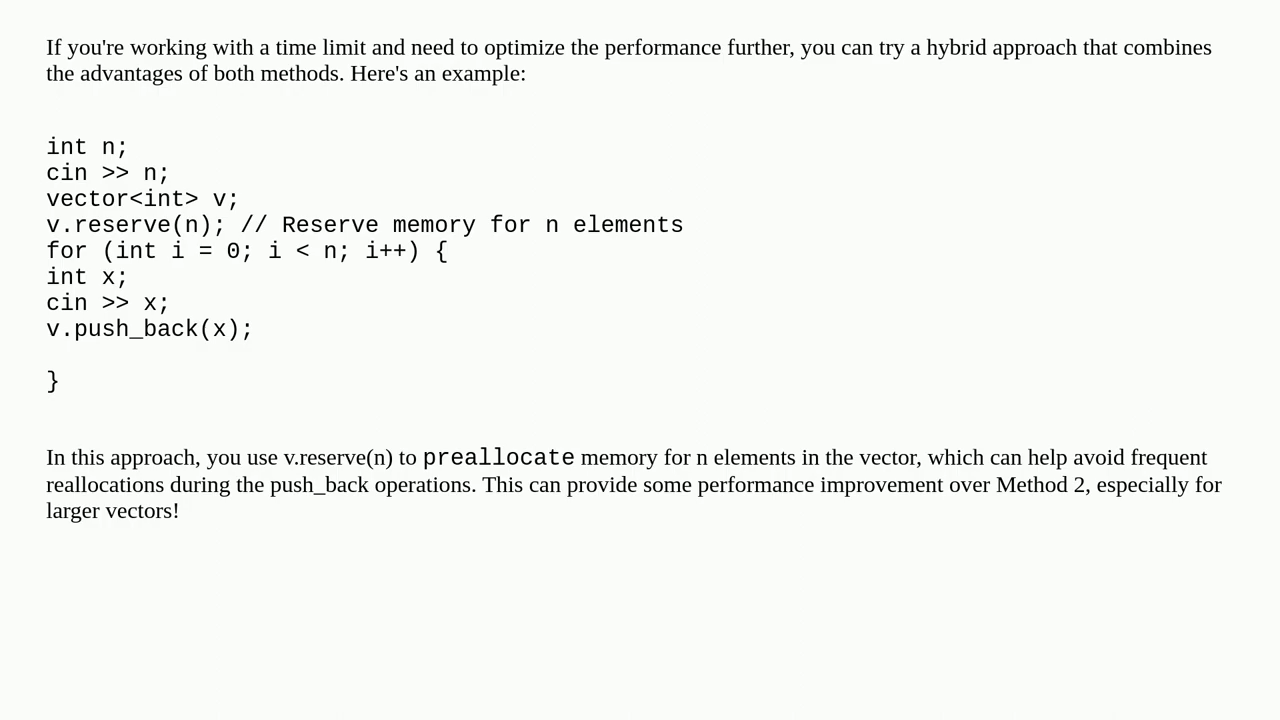 If you're working with a time limit and need to optimize the performance further, you can try a hybrid approach that combines
the advantages of both methods. Here's an example:
int n;
cin >> n;
vector<int> v;
v.reserve(n); // Reserve memory for n elements
for (int i = 0; i < n; i++) {
int x;
cin >> x;
v.push_back(x);
}
In this approach, you use v.reserve(n) to preallocate memory for n elements in the vector, which can help avoid frequent
reallocations during the push_back operations. This can provide some performance improvement over Method 2, especially for
larger vectors!